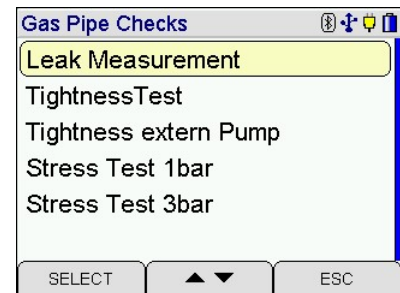 Gas Pipe Checks
Leak Measurement
TightnessTest
Tightness extern Pump
Stress Test 1bar
Stress Test 3bar
SELECT ESC